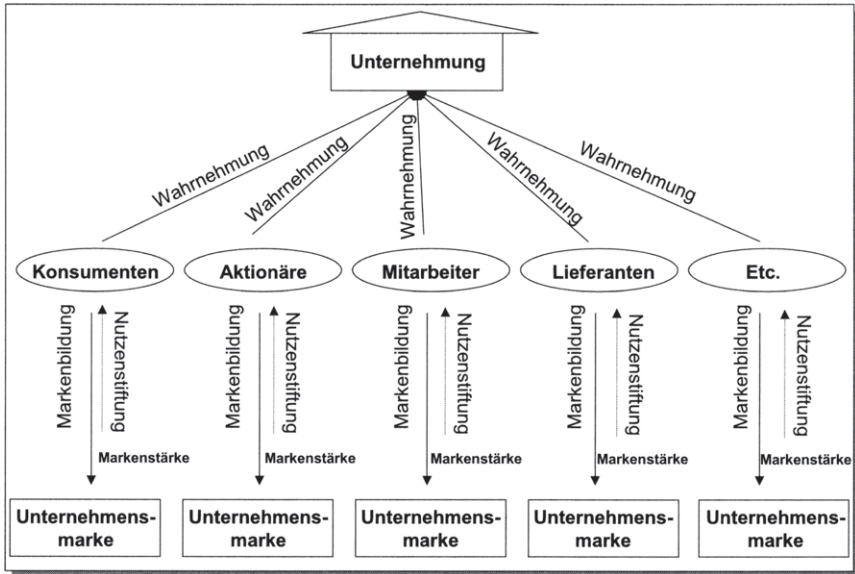 Unternehmung
Wahrnehmung
Wahrnehmung
Wahrnehmung
Wahrnehmung
Wahrnehmung
Konsumenten
Aktionäre
Mitarbeiter
Lieferanten
Etc.
Markenbildung
Nutzenstiftung
Markenbildung
Nutzenstiftung
Markenbildung
Nutzenstiftung
Markenbildung
Nutzenstiftung
Markenbildung
Nutzenstiftung
Markenstärke
Markenstärke
Markenstärke
Markenstärke
Markenstärke
Unternehmens-
marke
Unternehmens-
marke
Unternehmens-
marke
Unternehmens-
marke
Unternehmens-
marke